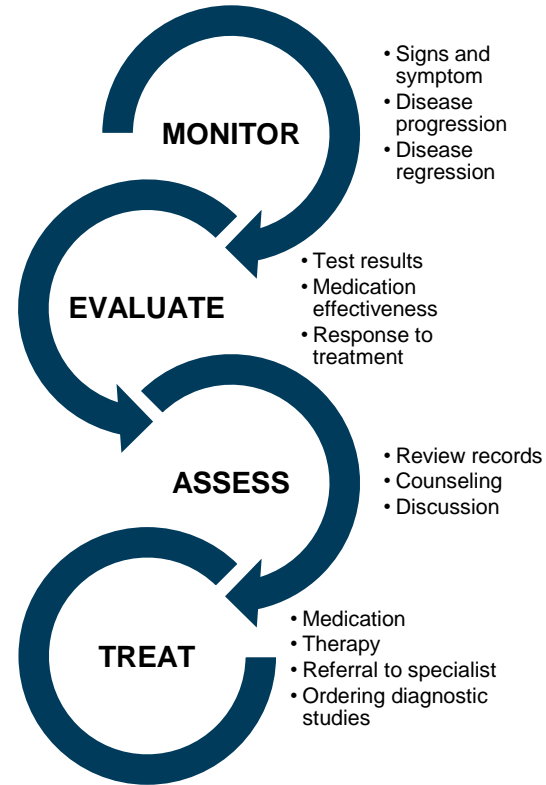 MONITOR
• Signs and
symptom
• Disease
progression
• Disease
regression
EVALUATE
• Test results
• Medication
effectiveness
• Response to
treatment
ASSESS
• Review records
• Counseling
• Discussion
TREAT
• Medication
• Therapy
• Referral to specialist
• Ordering diagnostic
studies